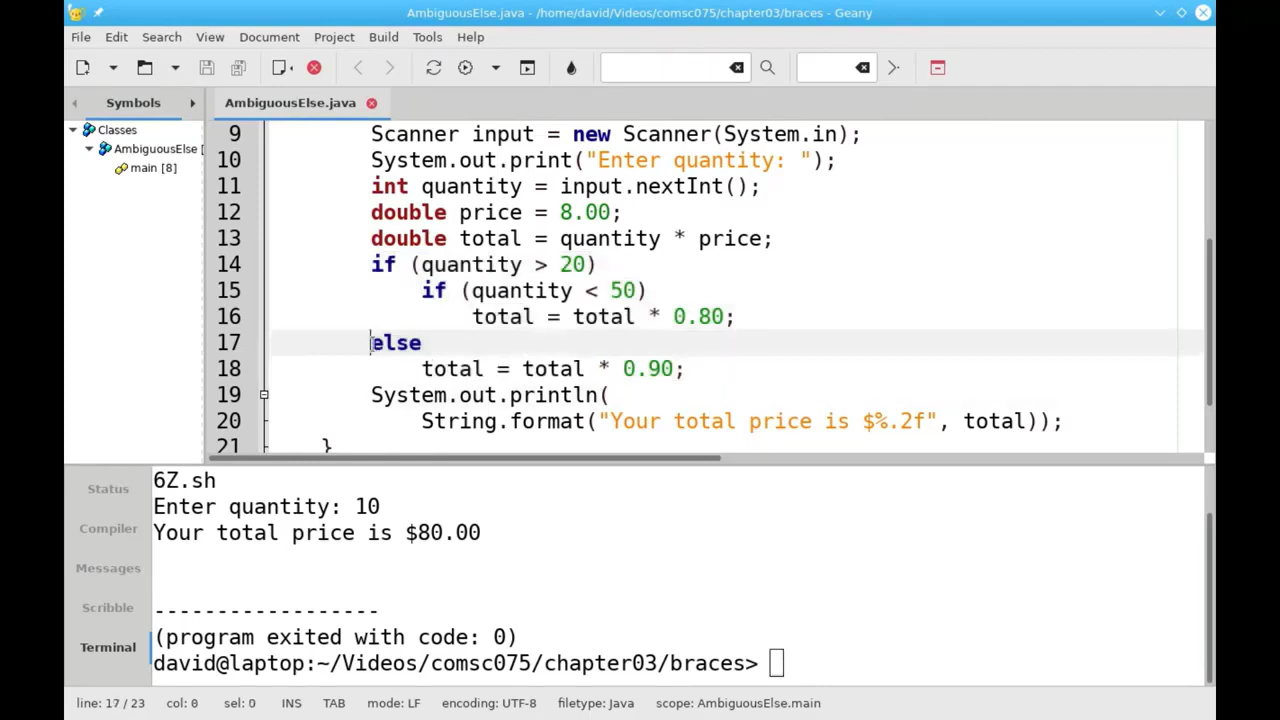 AmbiguousElse.java - /home/david/Videos/comsc075/chapter03/braces - Geany
File Edit Search View Document Project Build Tools Help
Symbols
AmbiguousElse.java
Classes
AmbiguousElse [
main [8]
9 Scanner input = new Scanner(System.in);
10 System.out.print("Enter quantity: ");
11 int quantity = input.nextInt();
12 double price = 8.00;
13 double total = quantity * price;
14 if (quantity > 20)
15 if (quantity < 50)
16 total = total * 0.80;
17 else
18 total = total * 0.90;
19 System.out.println(
20 String.format("Your total price is $%.2f", total));
21 }
Status
Compiler
Messages
Scribble
Terminal
6Z.sh
Enter quantity: 10
Your total price is $80.00
------------------
(program exited with code: 0)
david@laptop:~/Videos/comsc075/chapter03/braces>
line: 17 / 23 col: 0 sel: 0 INS TAB mode: LF encoding: UTF-8 filetype: Java scope: AmbiguousElse.main